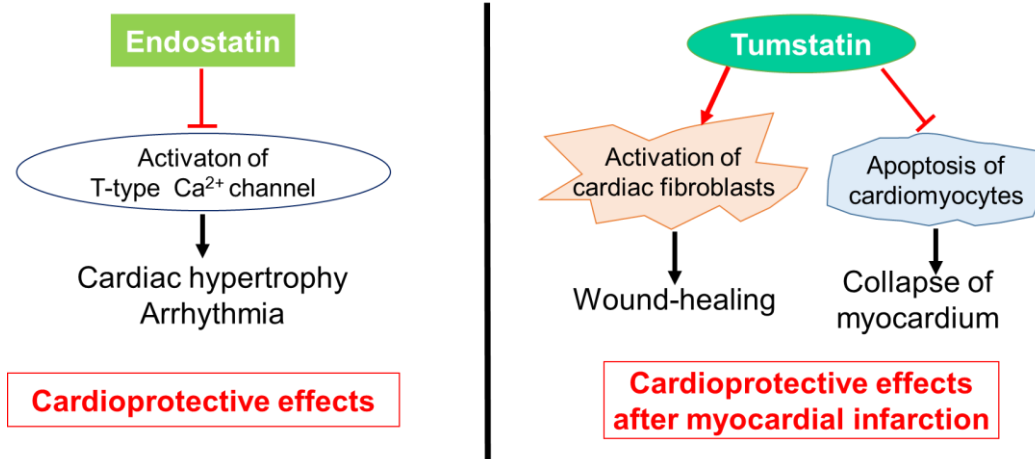 Endostatin
Activaton of
T-type Ca²⁺ channel
Cardiac hypertrophy
Arrhythmia
Cardioprotective effects
Tumstatin
Activation of
cardiac fibroblasts
Apoptosis of
cardiomyocytes
Wound-healing
Collapse of
myocardium
Cardioprotective effects
after myocardial infarction